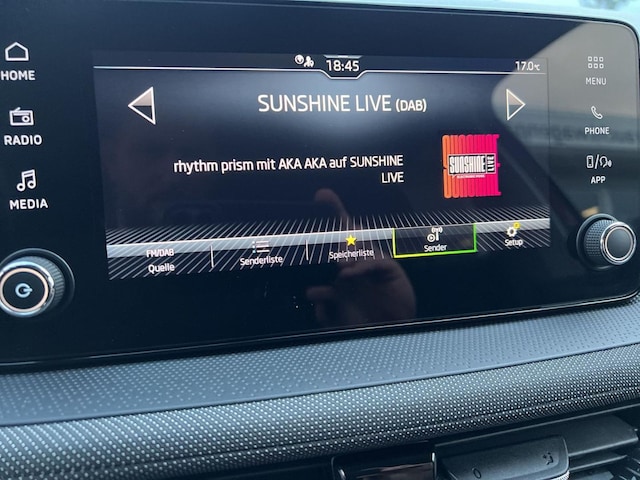 18:45
17.0°C
HOME
RADIO
MEDIA
SUNSHINE LIVE (DAB)
rhythm prism mit AKA AKA auf SUNSHINE
LIVE
SUNSHINE
LIVE
MENU
PHONE
APP
FM/DAB
Quelle
Senderliste
Speicherliste
Sender
Setup
0